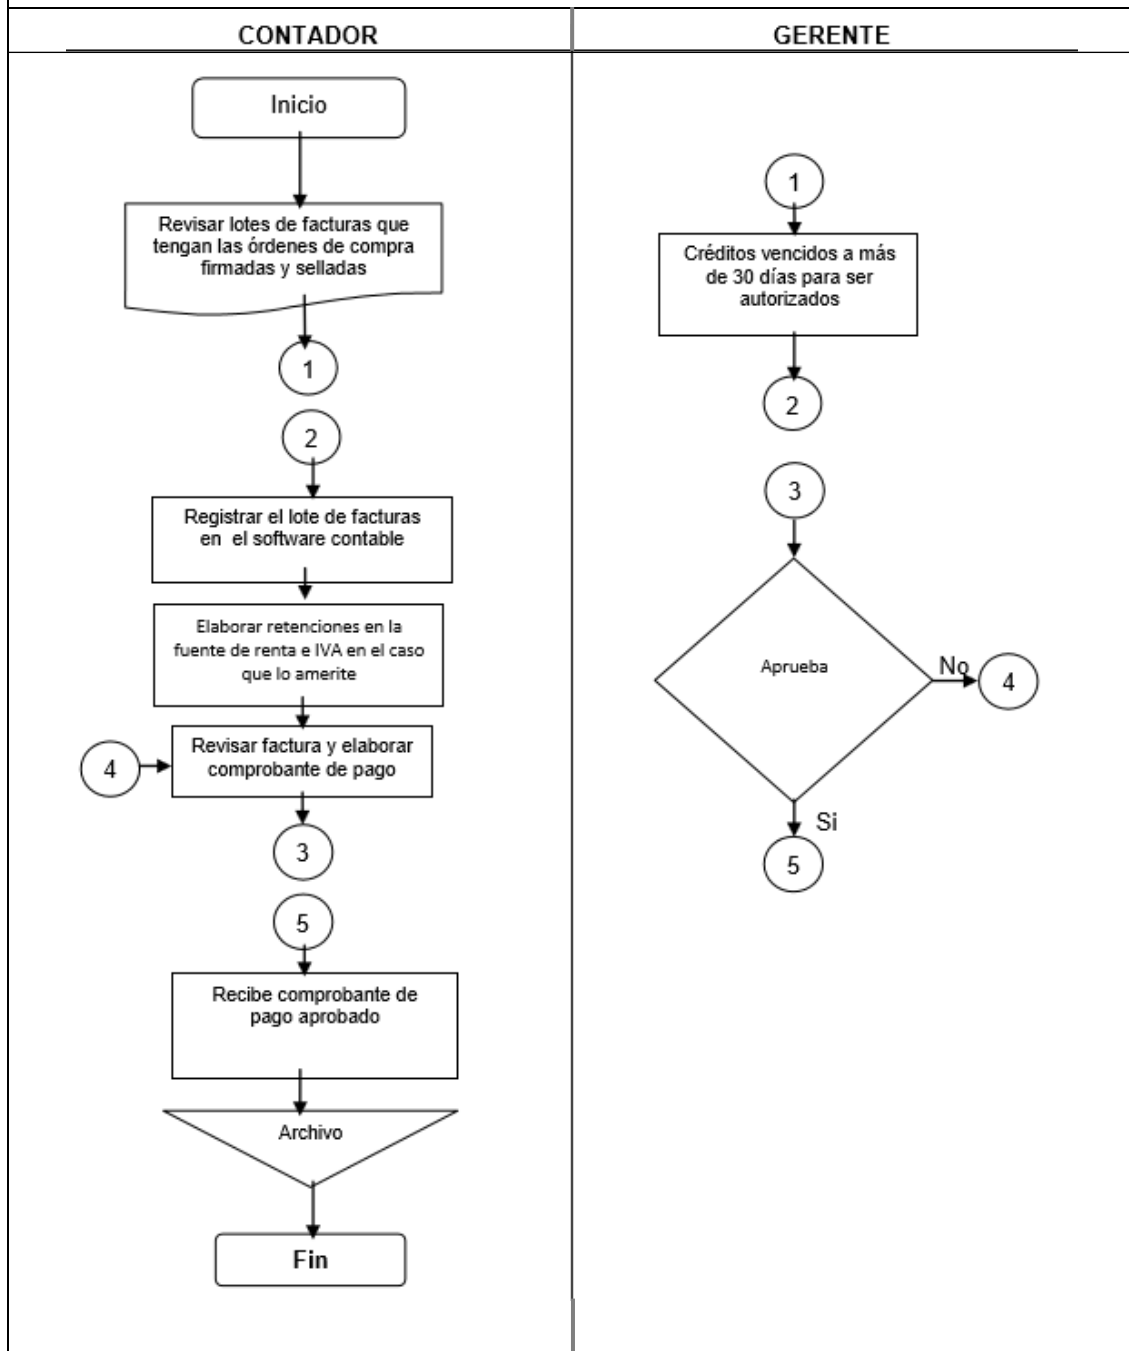 CONTADOR
Inicio
Revisar lotes de facturas que
tengan las órdenes de compra
firmadas y selladas
1
2
Registrar el lote de facturas
en el software contable
Elaborar retenciones en la
fuente de renta e IVA en el caso
que lo amerite
Revisar factura y elaborar
comprobante de pago
4
3
5
Recibe comprobante de
pago aprobado
Archivo
Fin
GERENTE
1
Créditos vencidos a más
de 30 días para ser
autorizados
2
3
Aprueba
No
4
Si
5